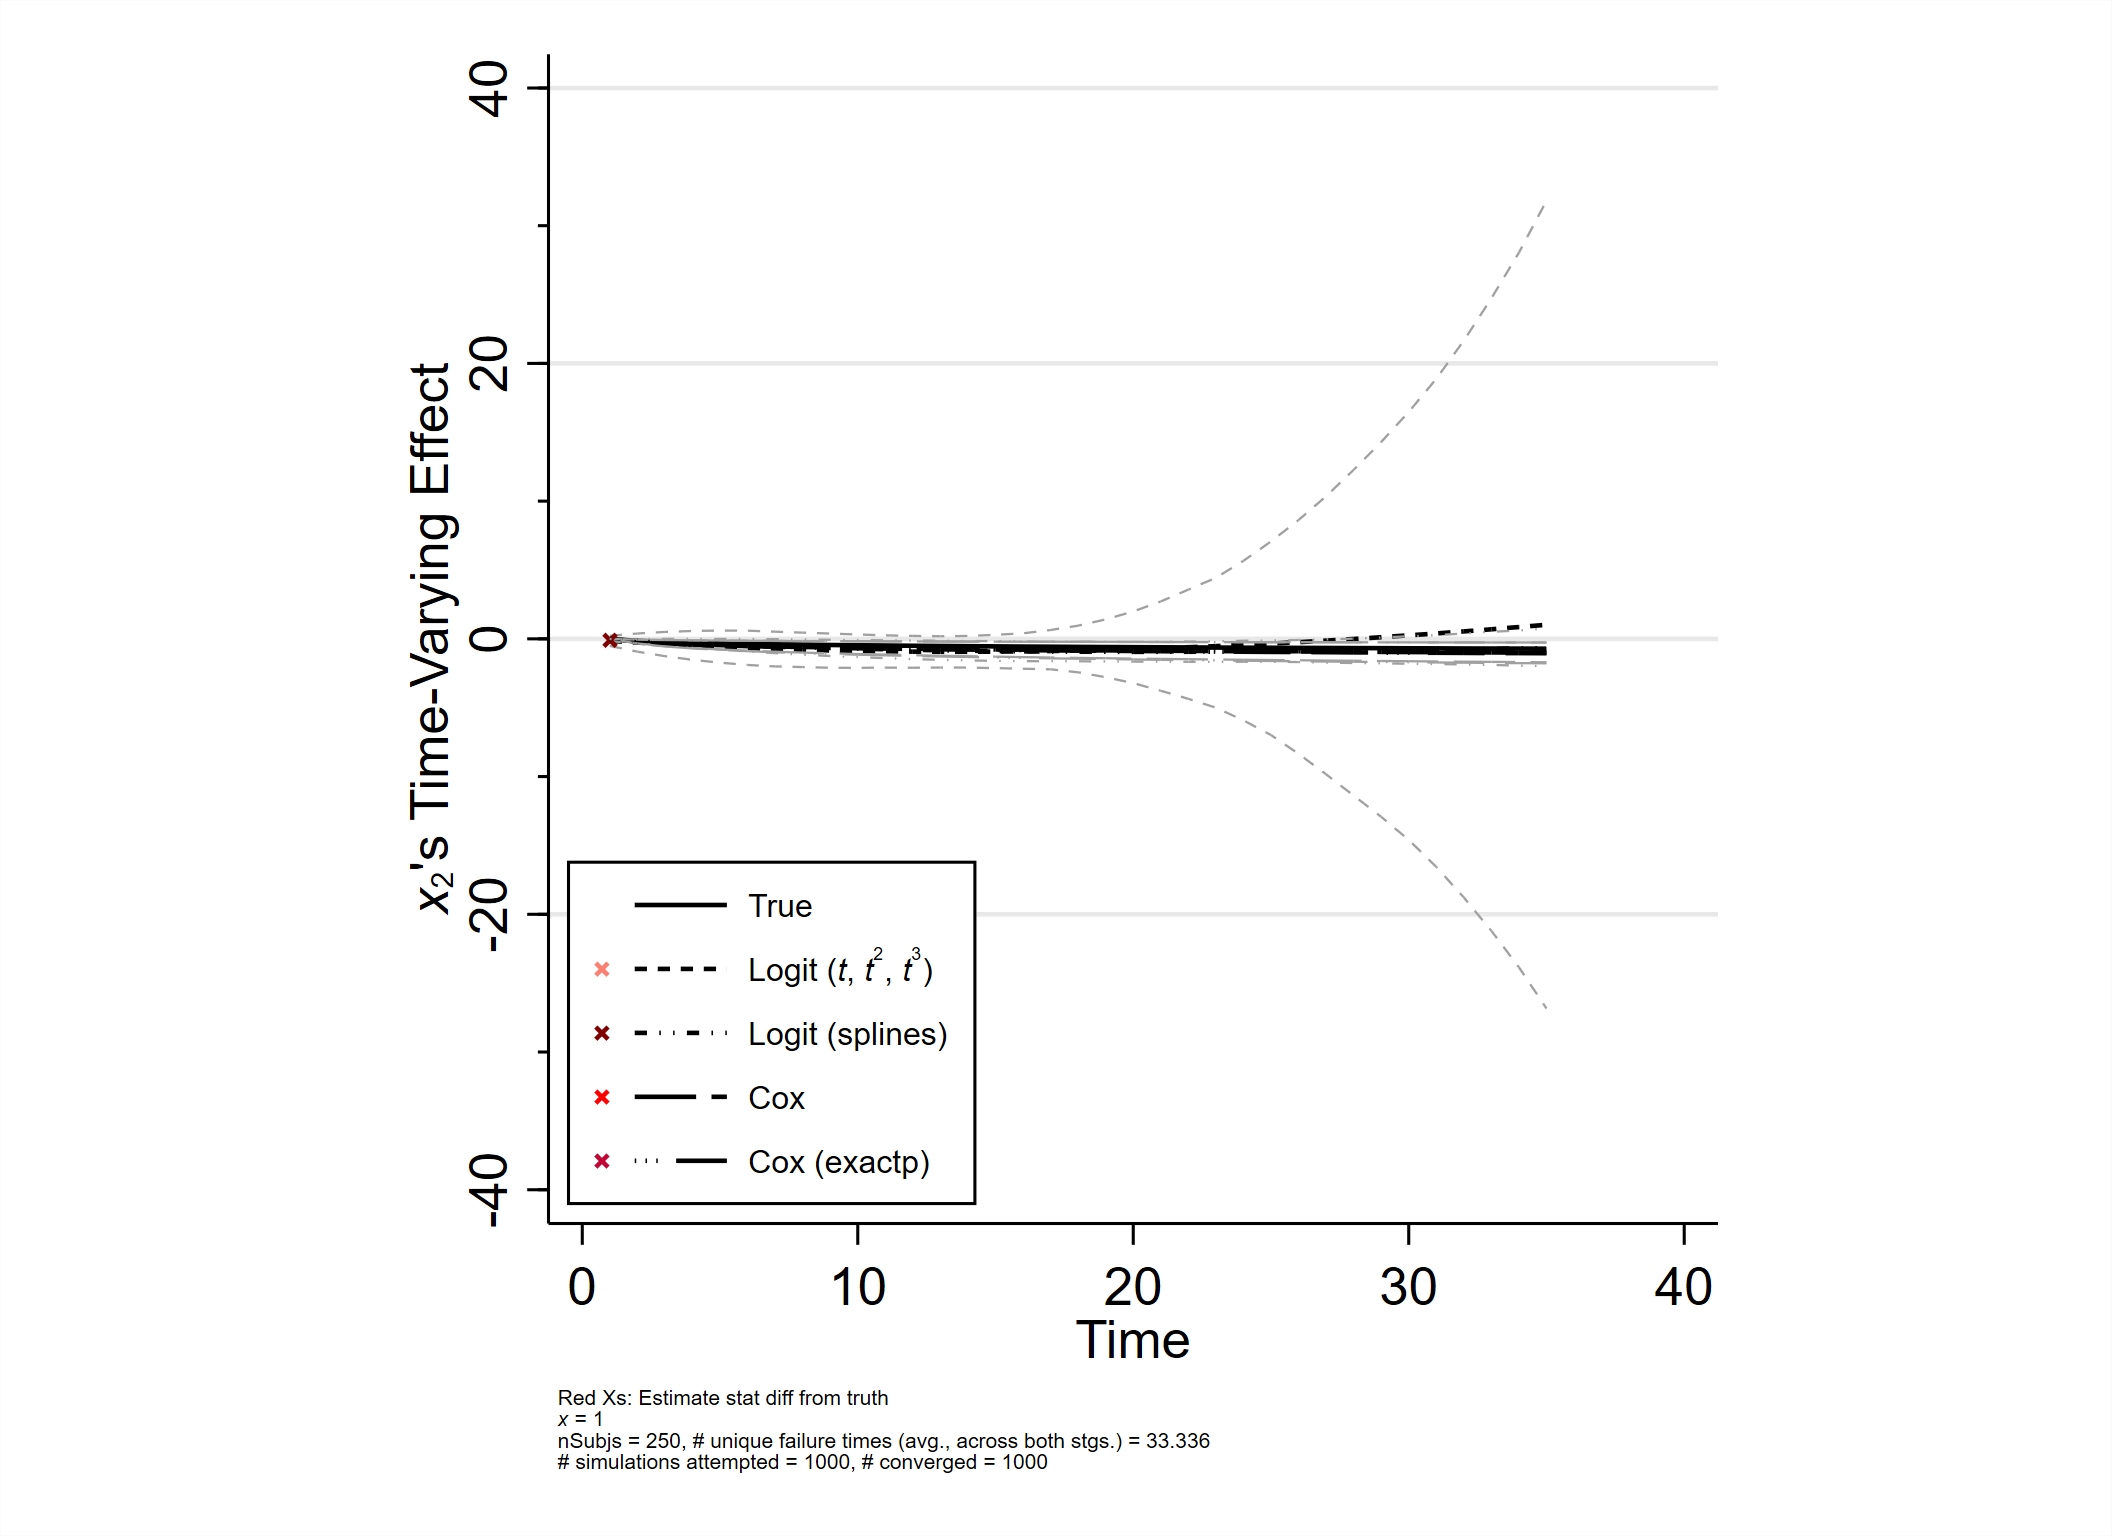 40
20
0
-20
-40
x₂'s Time-Varying Effect
True
Logit (t, t², t³)
Logit (splines)
Cox
Cox (exactp)
0 10 20 30 40
Time
Red Xs: Estimate stat diff from truth
x = 1
nSubjs = 250, # unique failure times (avg., across both stgs.) = 33.336
# simulations attempted = 1000, # converged = 1000